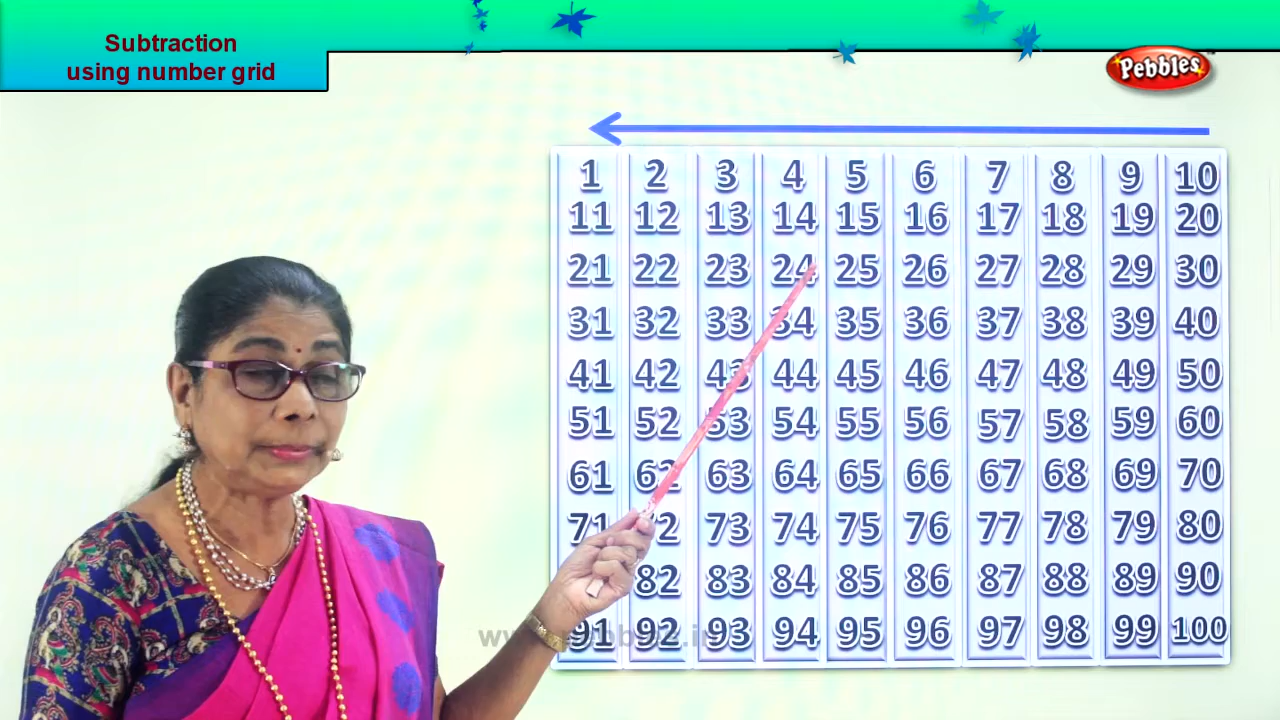 Subtraction
using number grid
Pebbles
1 2 3 4 5 6 7 8 9 10
11 12 13 14 15 16 17 18 19 20
21 22 23 24 25 26 27 28 29 30
31 32 33 34 35 36 37 38 39 40
41 42 43 44 45 46 47 48 49 50
51 52 53 54 55 56 57 58 59 60
61 62 63 64 65 66 67 68 69 70
71 72 73 74 75 76 77 78 79 80
82 83 84 85 86 87 88 89 90
91 92 93 94 95 96 97 98 99 100